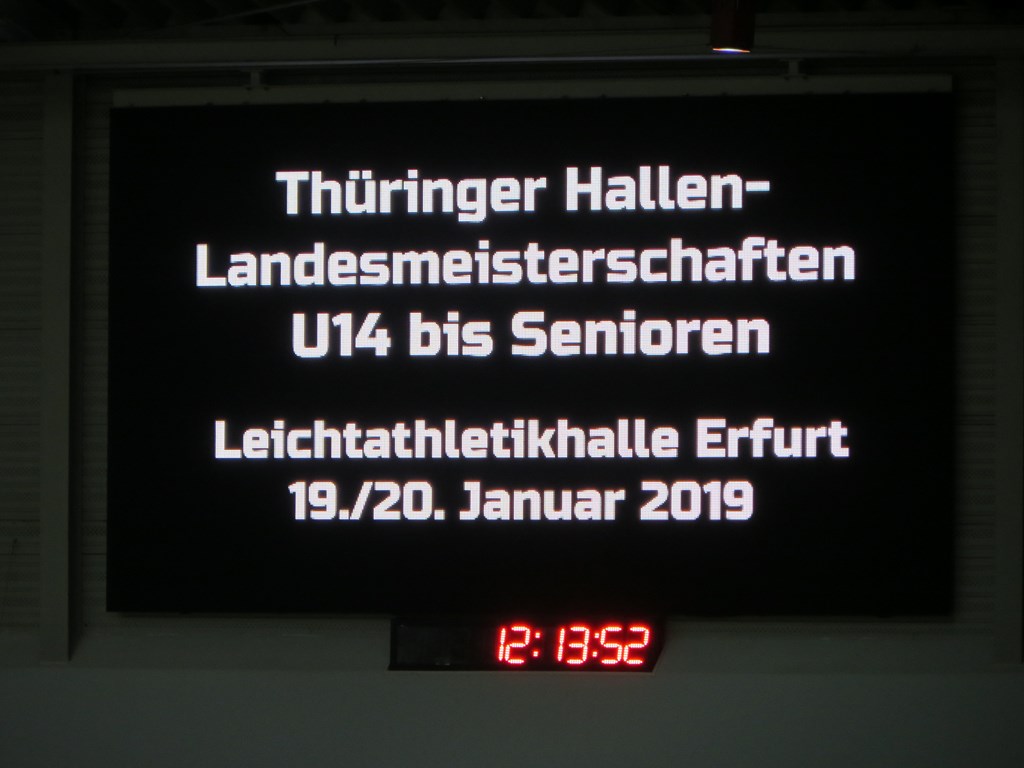 Thüringer Hallen-
Landesmeisterschaften
U14 bis Senioren
Leichtathletikhalle Erfurt
19./20. Januar 2019
12:13:52